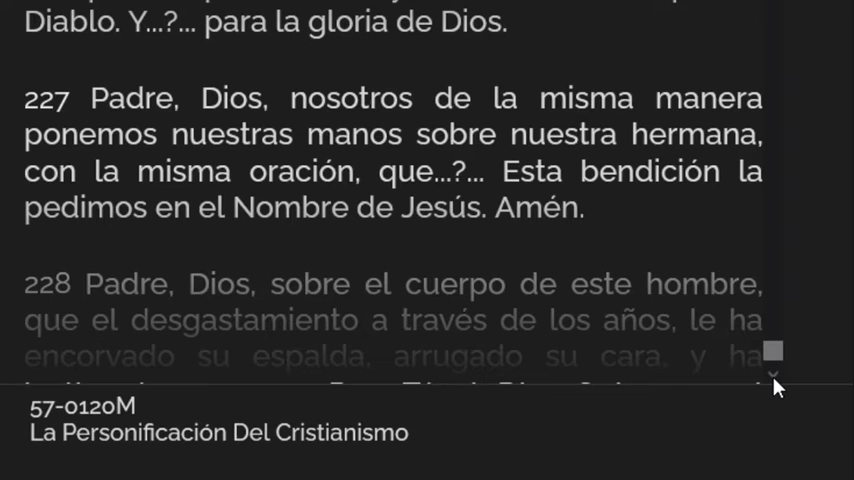 Diablo. Y...?... para la gloria de Dios.
227 Padre, Dios, nosotros de la misma manera
ponemos nuestras manos sobre nuestra hermana,
con la misma oración, que...?... Esta bendición la
pedimos en el Nombre de Jesús. Amén.
228 Padre, Dios, sobre el cuerpo de este hombre,
que el desgastamiento a través de los años, le ha
encorvado su espalda, arrugado su cara, y ha
57-0120M
La Personificación Del Cristianismo